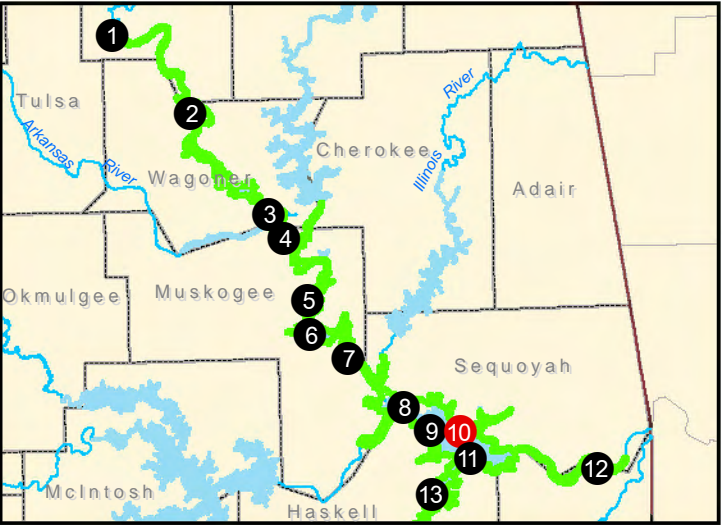 1
River
2
Tulsa
Arkansas
River
Cherokee
Illinois
Wagoner
Adair
3
4
Okmulgee
Muskogee
5
6
7
Sequoyah
8
9
10
11
12
McIntosh
13
Haskell